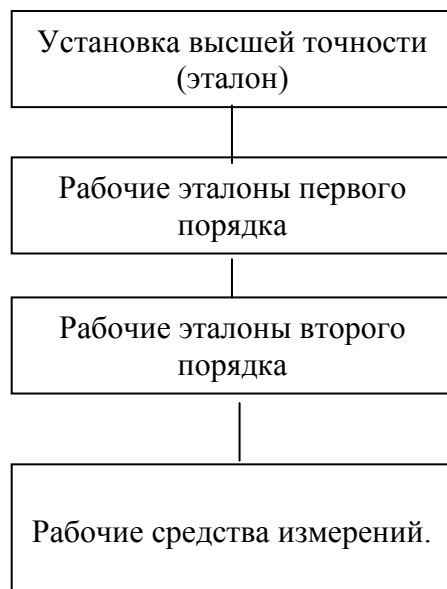 Установка высшей точности
(эталон)
Рабочие эталоны первого
порядка
Рабочие эталоны второго
порядка
Рабочие средства измерений.